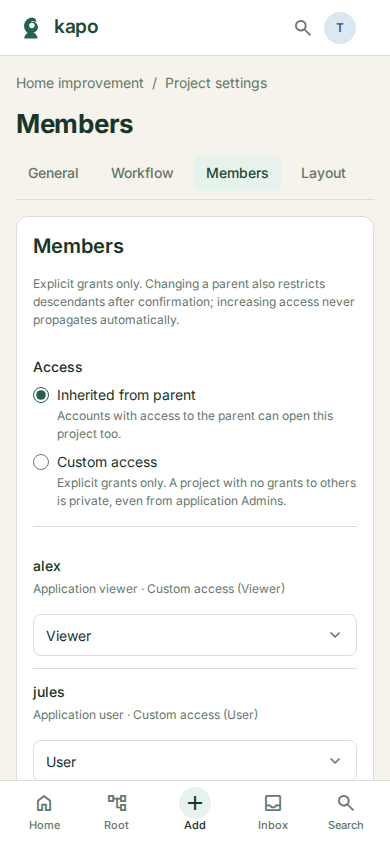 kapo
T
Home improvement / Project settings
Members
General Workflow Members Layout
Members
Explicit grants only. Changing a parent also restricts
descendants after confirmation; increasing access never
propagates automatically.
Access
Inherited from parent
Accounts with access to the parent can open this
project too.
Custom access
Explicit grants only. A project with no grants to others
is private, even from application Admins.
alex
Application viewer · Custom access (Viewer)
Viewer
jules
Application user · Custom access (User)
User
Home Root Add Inbox Search